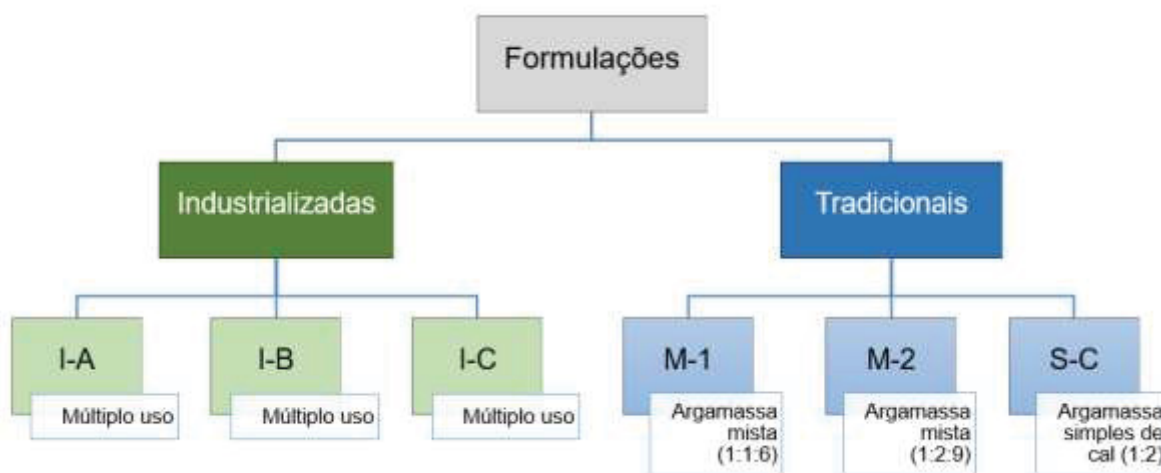 Formulações
Industrializadas
Tradicionais
I-A
I-B
I-C
M-1
M-2
S-C
Múltiplo uso
Múltiplo uso
Múltiplo uso
Argamassa
mista
(1:1:6)
Argamassa
mista
(1:2:9)
Argamassa
simples de
cal (1:2)